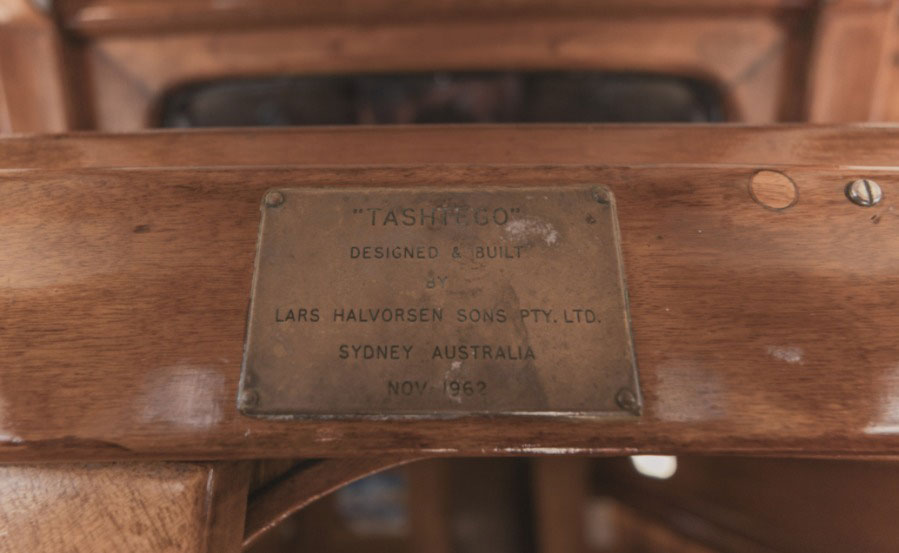 "TASHTEGO"
DESIGNED & BUILT
BY
LARS HALVORSEN SONS PTY. LTD.
SYDNEY AUSTRALIA
NOV 1962